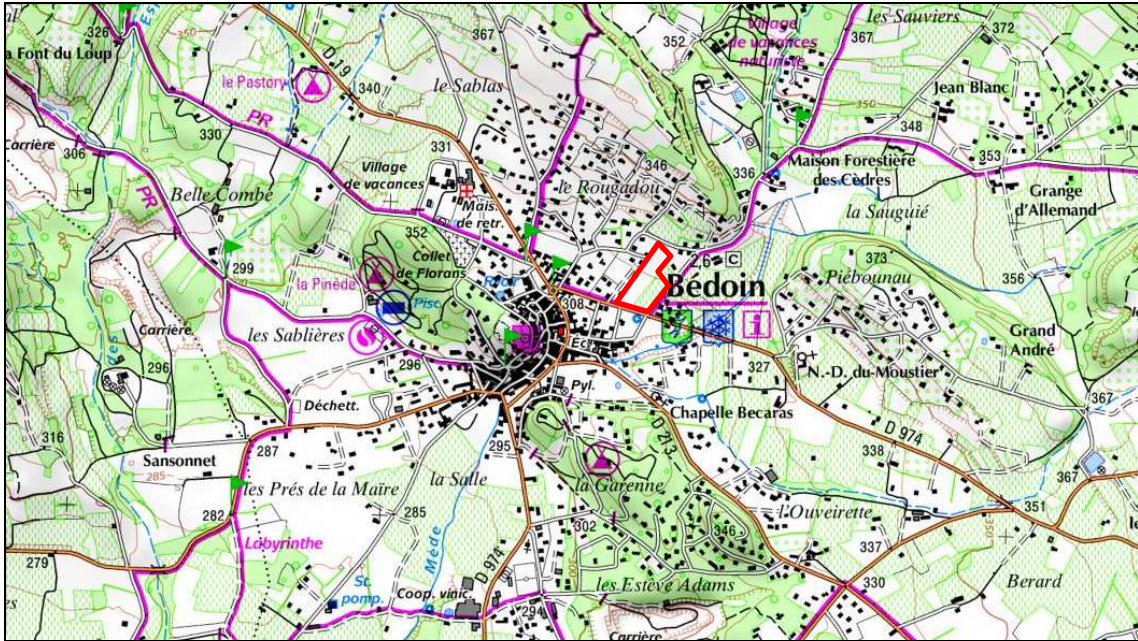 326
a Font du Loup
367
352
Village
de vacances
naturiste
les Sauviers
367
372
le Pastory
D 19
340
le Sablas
350
Jean Blanc
PR
330
331
348
Carrière
306
Village
de vacances
Mais.
de retr.
346
le Rougadou
336
Maison Forestière
des Cèdres
353
Grange
d'Allemand
PR
Belle Combe
352
Collet
de Florans
la Sauguié
299
la Pinède
Pisc.
308
2,6
C
Bédoin
373
Piébounau
356
les Sablières
Carrière
Grand
André
296
296
327
N.-D. du-Moustier
Déchett.
Pyl.
Chapelle Becaras
367
316
Sansonnet
285
287
295
D 213
D 974
338
les Prés de la Maïre
la Salle
la Garenne
367
282
285
302
346
l'Ouveirette
351
350
Labyrinthe
Mède
D 974
337
279
St.
pomp.
Coop. vinic.
294
300
les Estève Adams
330
Berard
Carrière